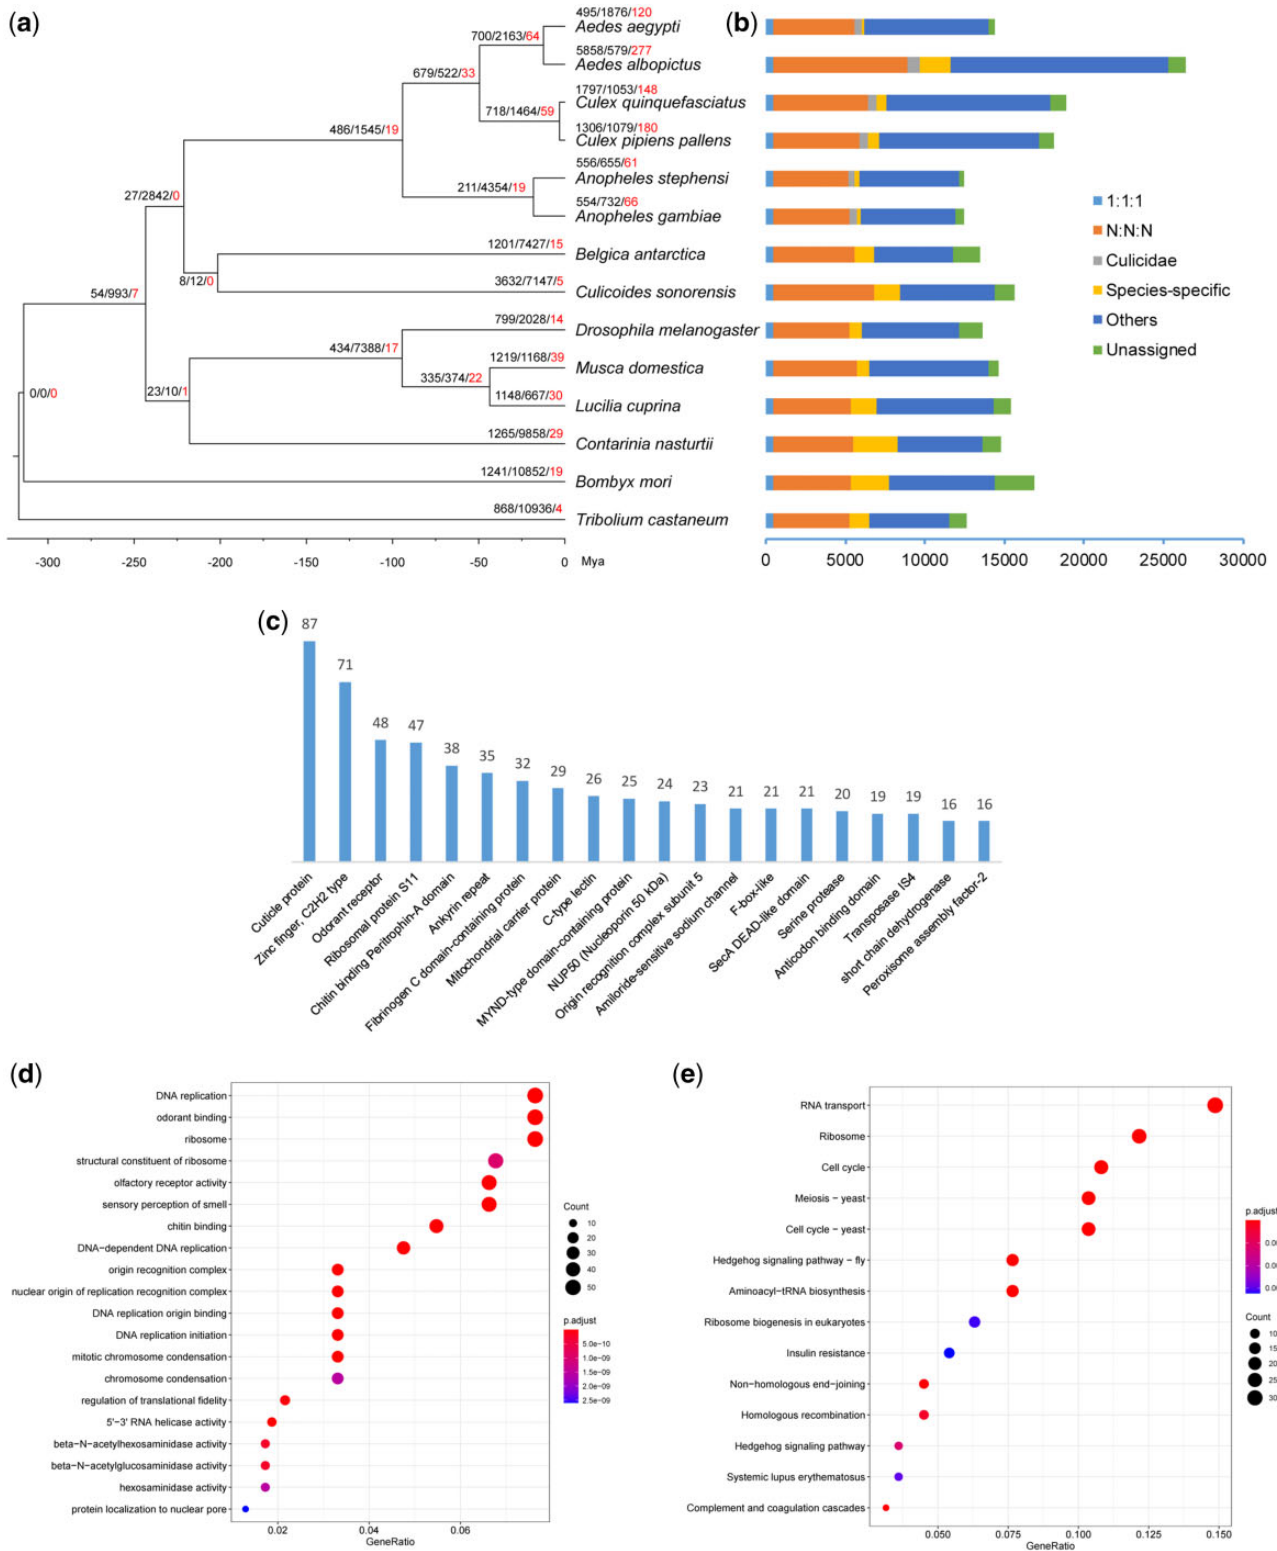 (a)
495/1876/120
Aedes aegypti
700/2163/64
5858/579/277
Aedes albopictus
679/522/33
1797/1053/148
Culex quinquefasciatus
718/1464/59
1306/1079/180
Culex pipiens pallens
486/1545/19
556/655/61
Anopheles stephensi
211/4354/19
554/732/66
Anopheles gambiae
27/2842/0
1201/7427/15
Belgica antarctica
8/12/0
3632/7147/5
Culicoides sonorensis
54/993/7
799/2028/14
Drosophila melanogaster
434/7388/17
1219/1168/39
Musca domestica
335/374/22
1148/667/30
Lucilia cuprina
0/0/0
23/10/1
1265/9858/29
Contarinia nasturtii
1241/10852/19
Bombyx mori
868/10936/4
Tribolium castaneum
-300 -250 -200 -150 -100 -50 0 Mya
(b)
1:1:1
N:N:N
Culicidae
Species-specific
Others
Unassigned
0 5000 10000 15000 20000 25000 30000
(c)
87 71 48 47 38 35 32 29 26 25 24 23 21 21 21 20 19 19 16 16
Cuticle protein
Zinc finger, C2H2 type
Odorant receptor
Ribosomal protein S11
Chitin binding Peritrophin-A domain
Ankyrin repeat
Fibrinogen C domain-containing protein
Mitochondrial carrier protein
C-type lectin
MYND-type domain-containing protein
NUP50 (Nucleoporin 50 kDa)
Origin recognition complex subunit 5
Amiloride-sensitive sodium channel
F-box-like
SecA DEAD-like domain
Serine protease
Anticodon binding domain
Transposase IS4
short chain dehydrogenase
Peroxisome assembly factor-2
(d)
DNA replication
odorant binding
ribosome
structural constituent of ribosome
olfactory receptor activity
sensory perception of smell
chitin binding
DNA-dependent DNA replication
origin recognition complex
nuclear origin of replication recognition complex
DNA replication origin binding
DNA replication initiation
mitotic chromosome condensation
chromosome condensation
regulation of translational fidelity
5'-3' RNA helicase activity
beta-N-acetylhexosaminidase activity
beta-N-acetylglucosaminidase activity
hexosaminidase activity
protein localization to nuclear pore
0.02 0.04 0.06
GeneRatio
Count
10
20
30
40
50
p.adjust
5.0e-10
1.0e-09
1.5e-09
2.0e-09
2.5e-09
(e)
RNA transport
Ribosome
Cell cycle
Meiosis - yeast
Cell cycle - yeast
Hedgehog signaling pathway - fly
Aminoacyl-tRNA biosynthesis
Ribosome biogenesis in eukaryotes
Insulin resistance
Non-homologous end-joining
Homologous recombination
Hedgehog signaling pathway
Systemic lupus erythematosus
Complement and coagulation cascades
0.050 0.075 0.100 0.125 0.150
GeneRatio
p.adjust
0.00
0.00
0.00
Count
10
15
20
25
30